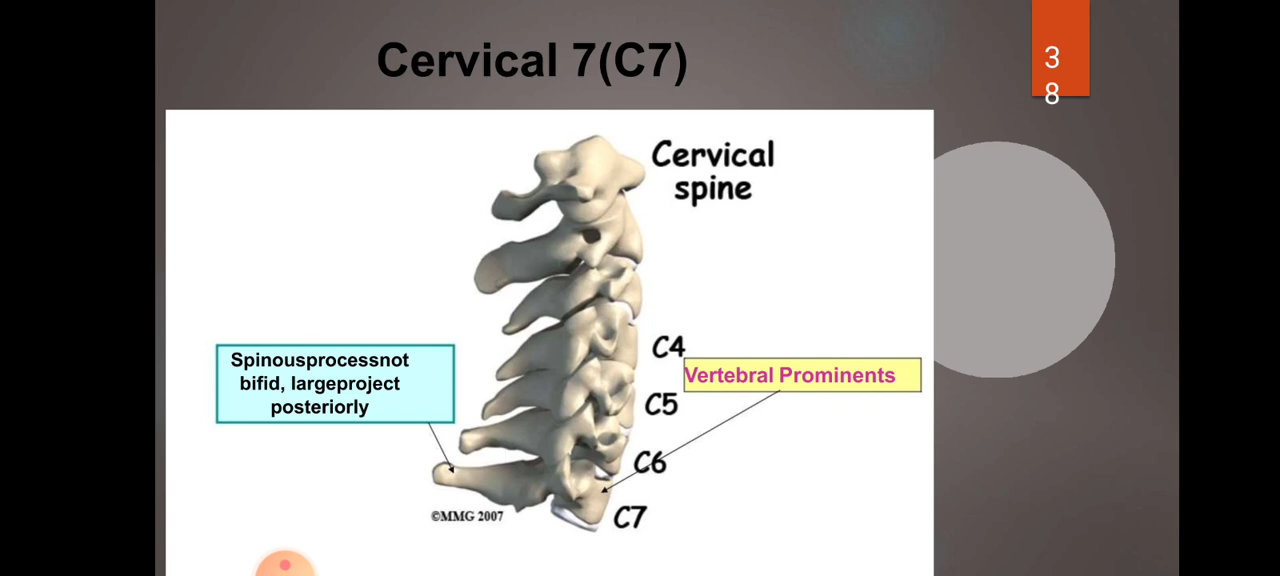 Cervical 7(C7)
3
8
Cervical
spine
C4
Vertebral Prominents
Spinousprocessnot
bifid, largeproject
posteriorly
C5
C6
C7
©MMG 2007